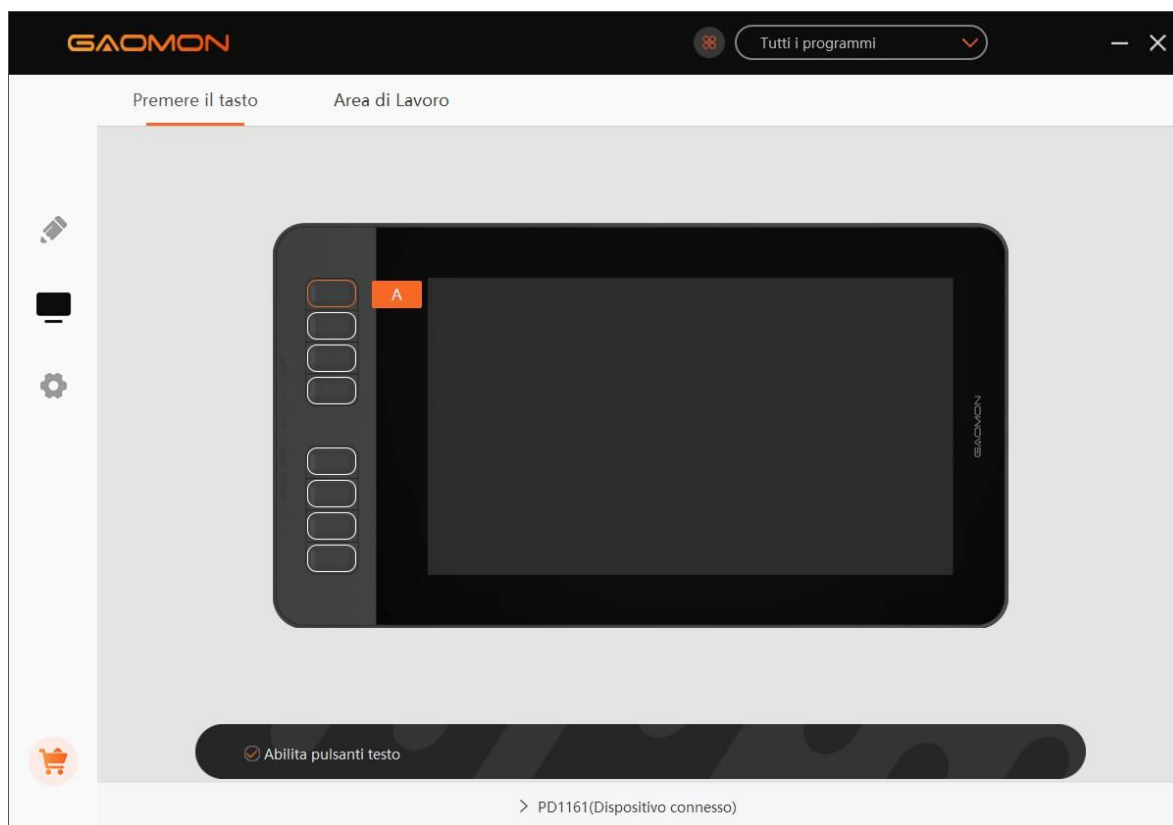 GAOMON
Tutti i programmi
Premere il tasto
Area di Lavoro
A
GAOMON
Abilita pulsanti testo
PD1161(Dispositivo connesso)